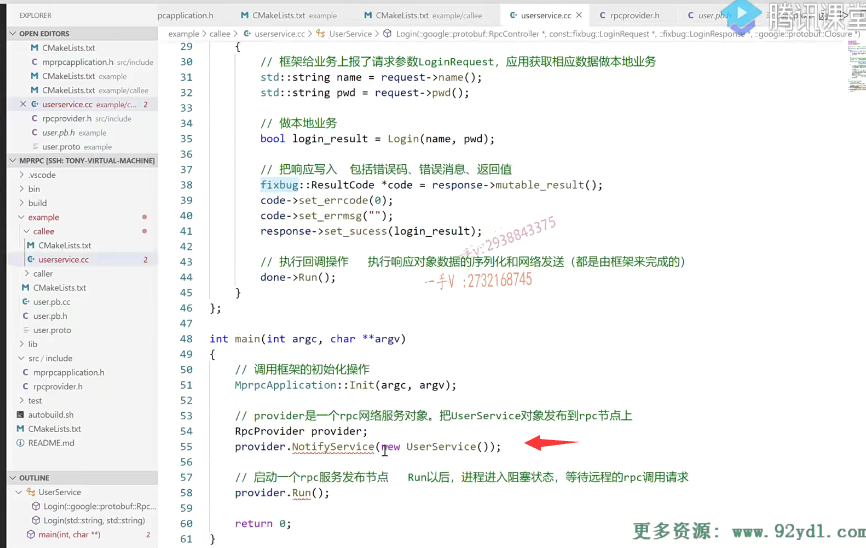 EXPLORER
pcapplication.h
CMakeLists.txt example
CMakeLists.txt example/callee
userservice.cc
rpcprovider.h
user.pb
腾讯课堂
OPEN EDITORS
CMakeLists.txt
mprpcapplication.h src/include
CMakeLists.txt example
CMakeLists.txt example/callee
userservice.cc example/c... 2
rpcprovider.h src/include
user.pb.h example
user.proto example
MPRPC [SSH: TONY-VIRTUAL-MACHINE]
.vscode
bin
build
example
callee
CMakeLists.txt
userservice.cc 2
caller
CMakeLists.txt
user.pb.cc
user.pb.h
user.proto
lib
src / include
mprpcapplication.h
rpcprovider.h
test
autobuild.sh
CMakeLists.txt
README.md
OUTLINE
UserService
Login(::google::protobuf::Rpc...
Login(std::string, std::string)
main(int, char **) 2
example > callee > userservice.cc > UserService > Login(::google::protobuf::RpcController *, const::fixbug::LoginRequest *, ::fixbug::LoginResponse *, ::google::protobuf::Closure *)
29 {
30 // 框架给业务上报了请求参数LoginRequest，应用获取相应数据做本地业务
31 std::string name = request->name();
32 std::string pwd = request->pwd();
33
34 // 做本地业务
35 bool login_result = Login(name, pwd);
36
37 // 把响应写入 包括错误码、错误消息、返回值
38 fixbug::ResultCode *code = response->mutable_result();
39 code->set_errcode(0);
40 code->set_errmsg("");
41 response->set_sucess(login_result);
42
43 // 执行回调操作 执行响应对象数据的序列化和网络发送（都是由框架来完成的）
44 done->Run();
45 }
46 };
47
48 int main(int argc, char **argv)
49 {
50 // 调用框架的初始化操作
51 MprpcApplication::Init(argc, argv);
52
53 // provider是一个rpc网络服务对象。把UserService对象发布到rpc节点上
54 RpcProvider provider;
55 provider.NotifyService(new UserService());
56
57 // 启动一个rpc服务发布节点 Run以后，进程进入阻塞状态，等待远程的rpc调用请求
58 provider.Run();
59
60 return 0;
61 }
手v:2938843375
一手V :2732168745
更多资源: www.92ydl.com